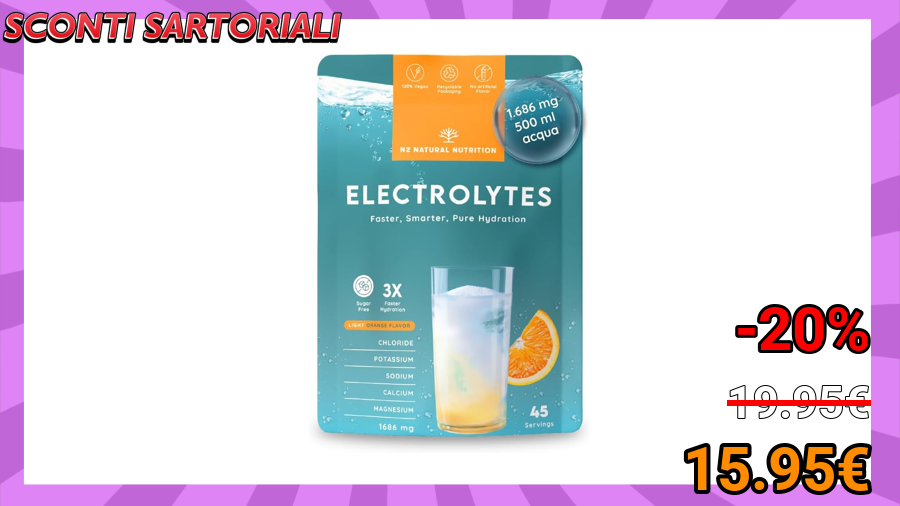 SCONTI SARTORIALI
100% Vegan
Recyclable Packaging
No Artificial Flavor
N2 NATURAL NUTRITION
1.686 mg
500 ml
acqua
ELECTROLYTES
Faster, Smarter, Pure Hydration
Sugar Free
3X
Faster Hydration
LIGHT ORANGE FLAVOR
CHLORIDE
POTASSIUM
SODIUM
CALCIUM
MAGNESIUM
1686 mg
45
Servings
-20%
19.95€
15.95€